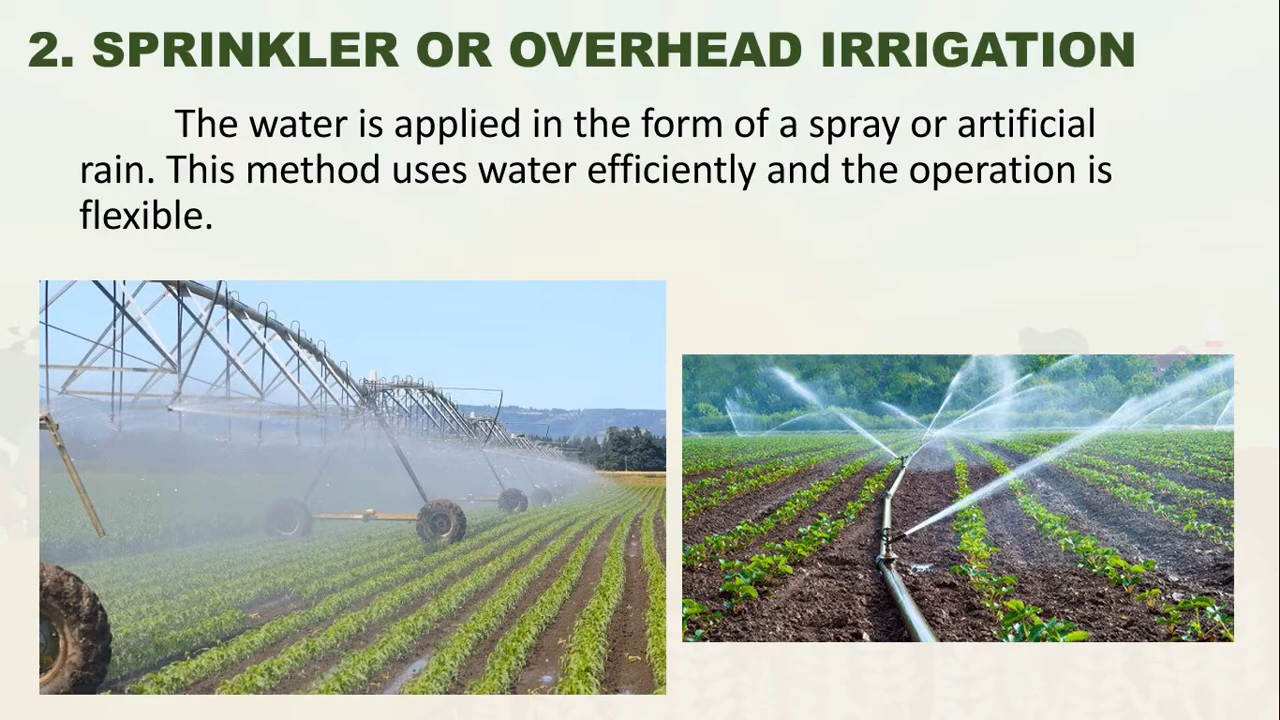 2. SPRINKLER OR OVERHEAD IRRIGATION
The water is applied in the form of a spray or artificial
rain. This method uses water efficiently and the operation is
flexible.